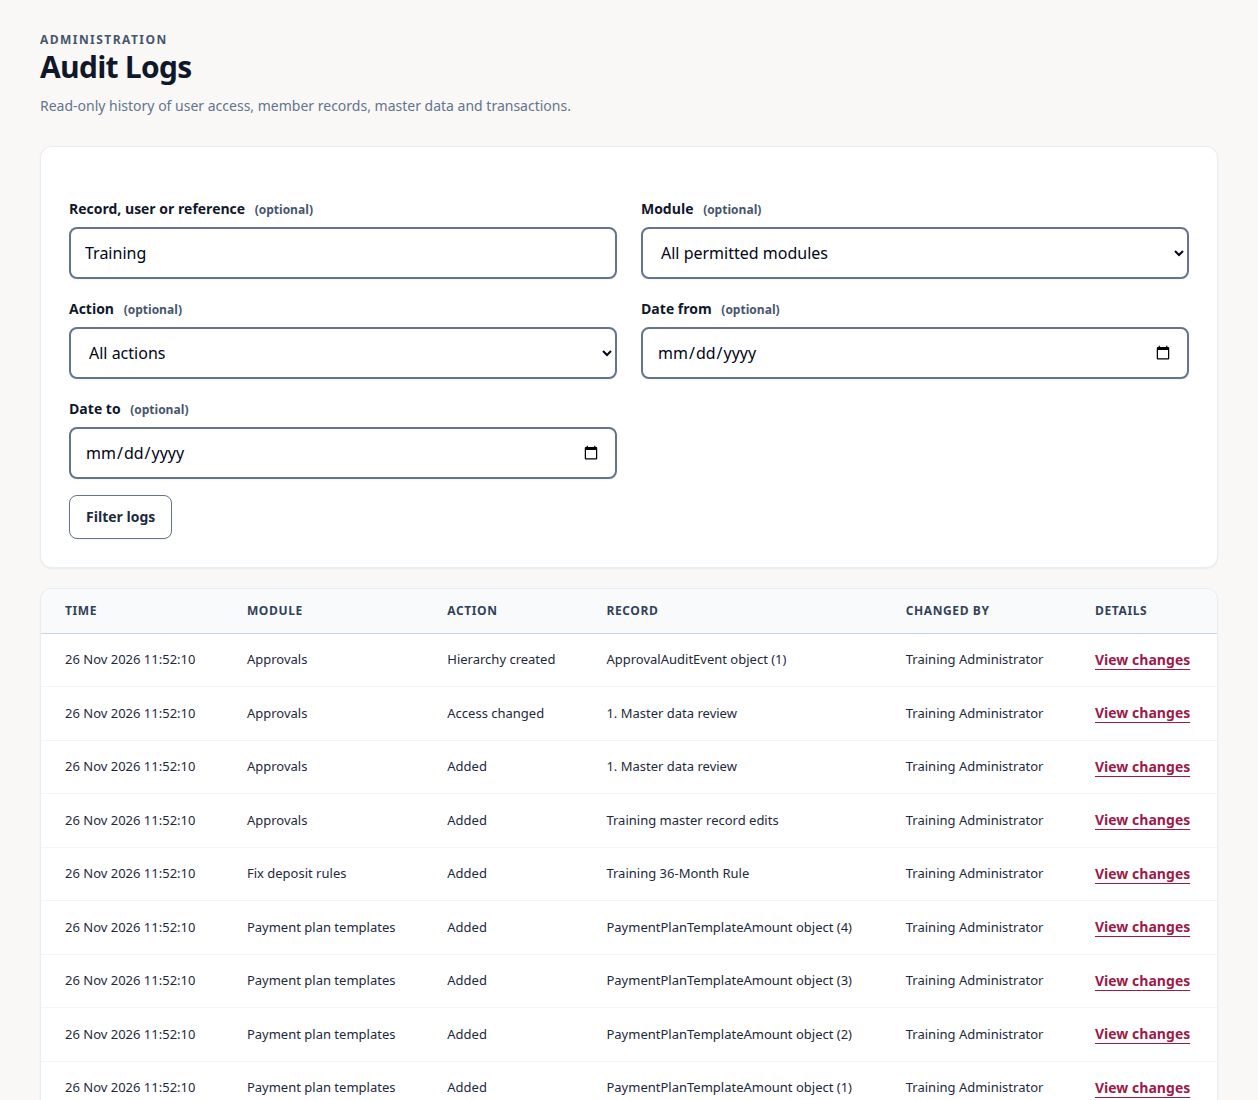 ADMINISTRATION
Audit Logs
Read-only history of user access, member records, master data and transactions.
Record, user or reference (optional)
Module (optional)
Training
All permitted modules
Action (optional)
Date from (optional)
All actions
mm/dd/yyyy
Date to (optional)
mm/dd/yyyy
Filter logs
TIME MODULE ACTION RECORD CHANGED BY DETAILS
26 Nov 2026 11:52:10 Approvals Hierarchy created ApprovalAuditEvent object (1) Training Administrator View changes
26 Nov 2026 11:52:10 Approvals Access changed 1. Master data review Training Administrator View changes
26 Nov 2026 11:52:10 Approvals Added 1. Master data review Training Administrator View changes
26 Nov 2026 11:52:10 Approvals Added Training master record edits Training Administrator View changes
26 Nov 2026 11:52:10 Fix deposit rules Added Training 36-Month Rule Training Administrator View changes
26 Nov 2026 11:52:10 Payment plan templates Added PaymentPlanTemplateAmount object (4) Training Administrator View changes
26 Nov 2026 11:52:10 Payment plan templates Added PaymentPlanTemplateAmount object (3) Training Administrator View changes
26 Nov 2026 11:52:10 Payment plan templates Added PaymentPlanTemplateAmount object (2) Training Administrator View changes
26 Nov 2026 11:52:10 Payment plan templates Added PaymentPlanTemplateAmount object (1) Training Administrator View changes